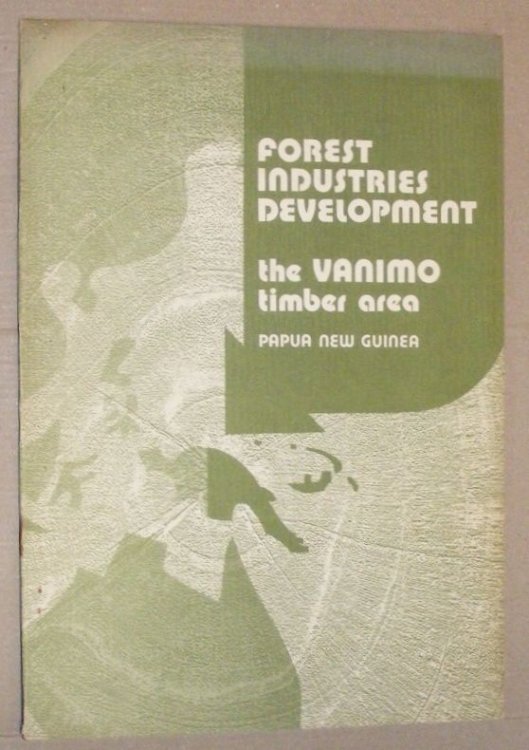 FOREST
INDUSTRIES
DEVELOPMENT
the VANIMO
timber area
PAPUA NEW GUINEA